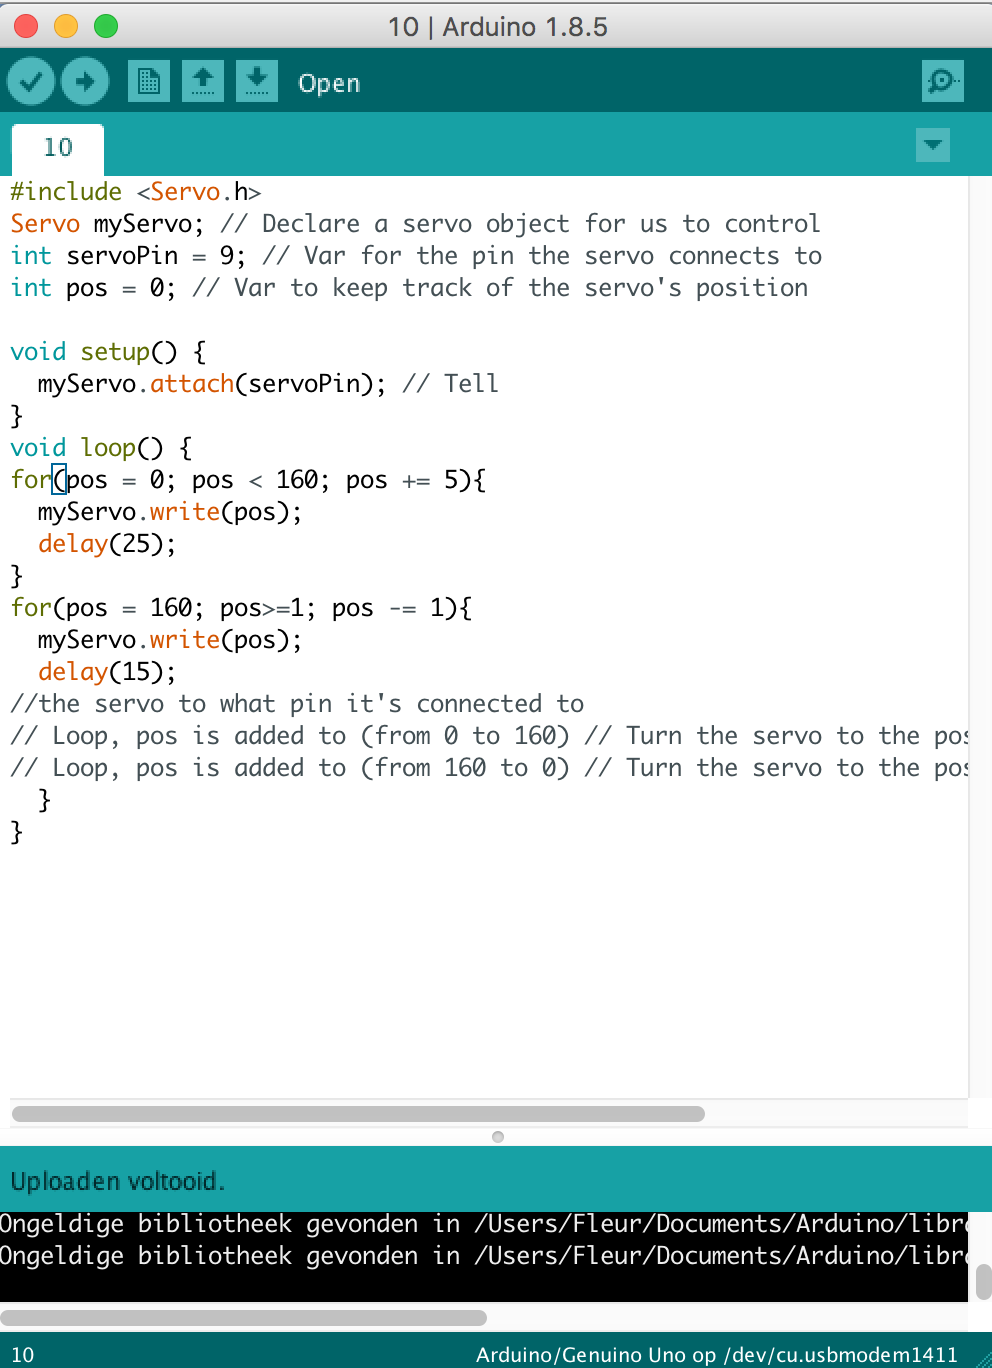 10 | Arduino 1.8.5
Open
10
#include <Servo.h>
Servo myServo; // Declare a servo object for us to control
int servoPin = 9; // Var for the pin the servo connects to
int pos = 0; // Var to keep track of the servo's position
void setup() {
myServo.attach(servoPin); // Tell
}
void loop() {
for(pos = 0; pos < 160; pos += 5){
myServo.write(pos);
delay(25);
}
for(pos = 160; pos>=1; pos -= 1){
myServo.write(pos);
delay(15);
//the servo to what pin it's connected to
// Loop, pos is added to (from 0 to 160) // Turn the servo to the pos
// Loop, pos is added to (from 160 to 0) // Turn the servo to the pos
}
}
Uploaden voltooid.
Ongeldige bibliotheek gevonden in /Users/Fleur/Documents/Arduino/libr
Ongeldige bibliotheek gevonden in /Users/Fleur/Documents/Arduino/libr
10
Arduino/Genuino Uno op /dev/cu.usbmodem1411